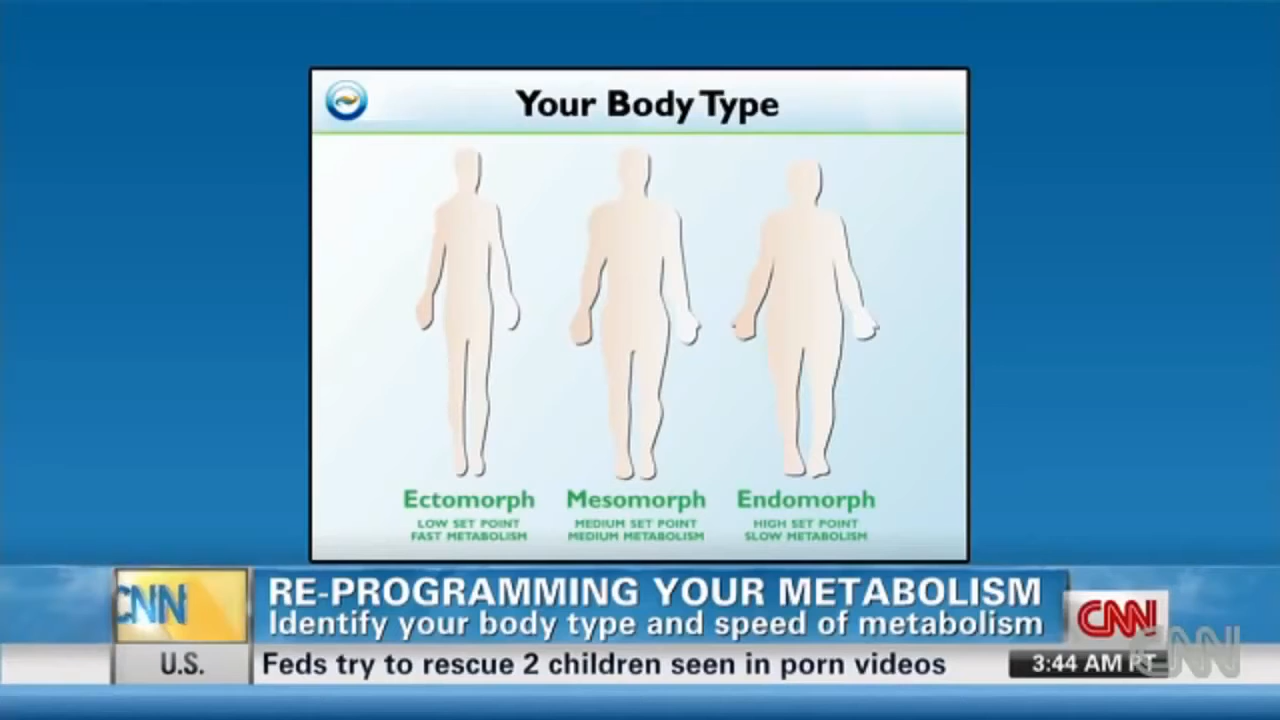 Your Body Type
Ectomorph
LOW SET POINT
FAST METABOLISM
Mesomorph
MEDIUM SET POINT
MEDIUM METABOLISM
Endomorph
HIGH SET POINT
SLOW METABOLISM
CNN
RE-PROGRAMMING YOUR METABOLISM
Identify your body type and speed of metabolism
CNN
U.S.
Feds try to rescue 2 children seen in porn videos
3:44 AM PT
CNN